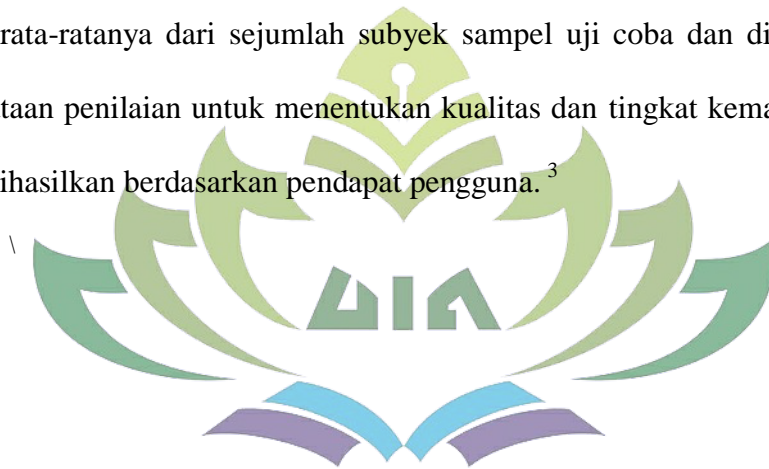 rata-ratanya dari sejumlah subyek sampel uji coba dan di
taan penilaian untuk menentukan kualitas dan tingkat kema
ihasilkan berdasarkan pendapat pengguna. 3
\
UIN